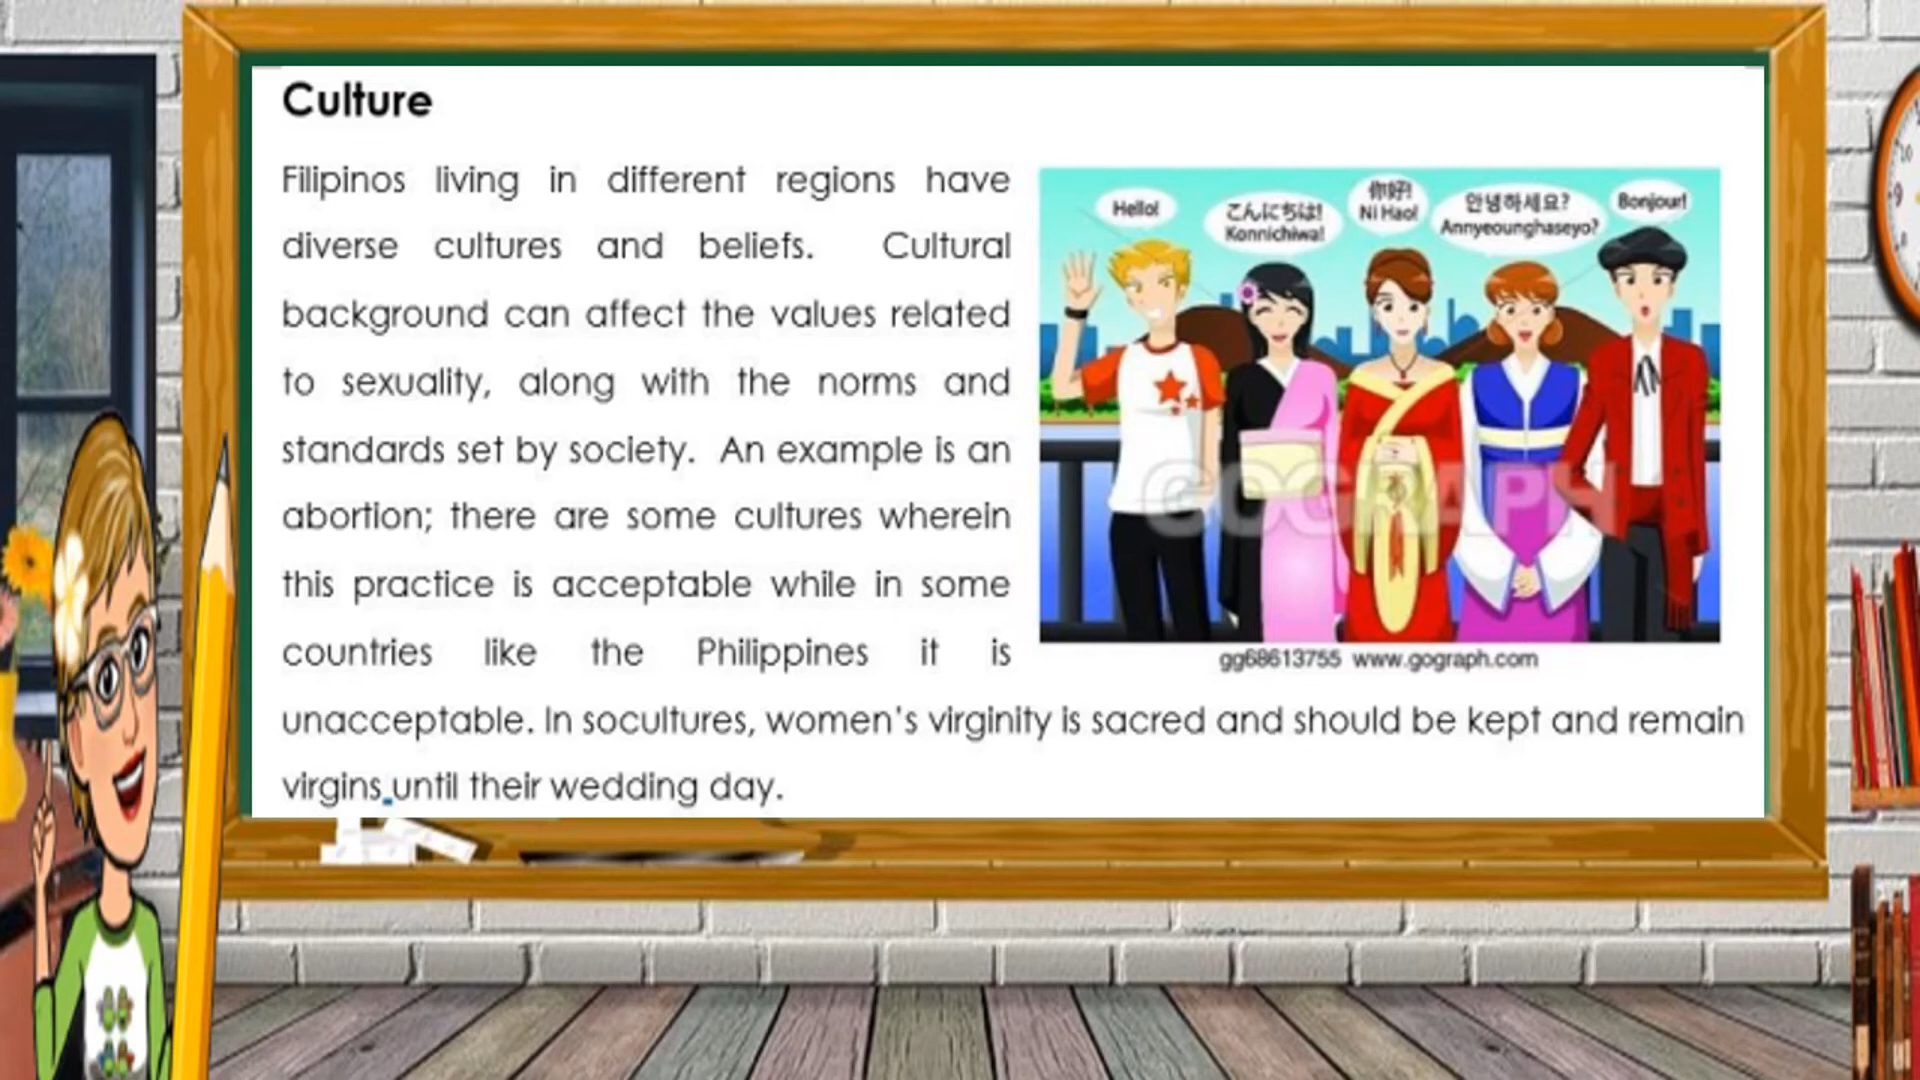 Culture
Filipinos living in different regions have
diverse cultures and beliefs. Cultural
background can affect the values related
to sexuality, along with the norms and
standards set by society. An example is an
abortion; there are some cultures wherein
this practice is acceptable while in some
countries like the Philippines it is
unacceptable. In socultures, women's virginity is sacred and should be kept and remain
virgins until their wedding day.
Hello!
こんにちは!
Konnichiwa!
你好!
Ni Hao!
안녕하세요?
Annyeounghaseyo?
Bonjour!
GOGRAPH
gg68613755 www.gograph.com
10
9
8